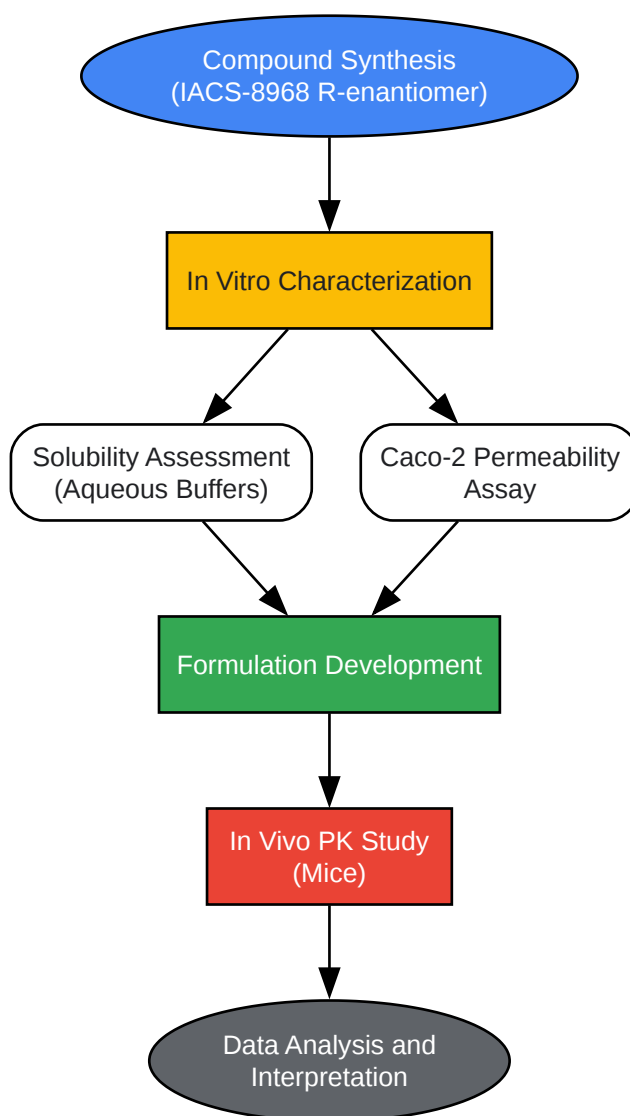 Compound Synthesis
(IACS-8968 R-enantiomer)
In Vitro Characterization
Solubility Assessment
(Aqueous Buffers)
Caco-2 Permeability
Assay
Formulation Development
In Vivo PK Study
(Mice)
Data Analysis and
Interpretation